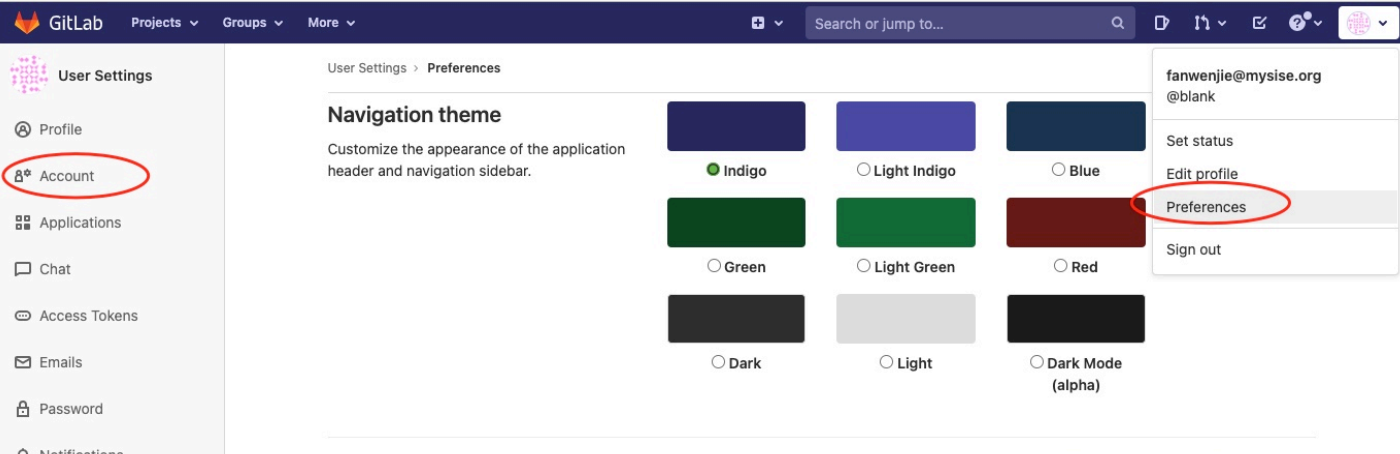 GitLab Projects Groups More Search or jump to...
User Settings
Profile
Account
Applications
Chat
Access Tokens
Emails
Password
Notifications
User Settings › Preferences
Navigation theme
Customize the appearance of the application
header and navigation sidebar.
Indigo Light Indigo Blue
Green Light Green Red
Dark Light Dark Mode
(alpha)
fanwenjie@mysise.org
@blank
Set status
Edit profile
Preferences
Sign out